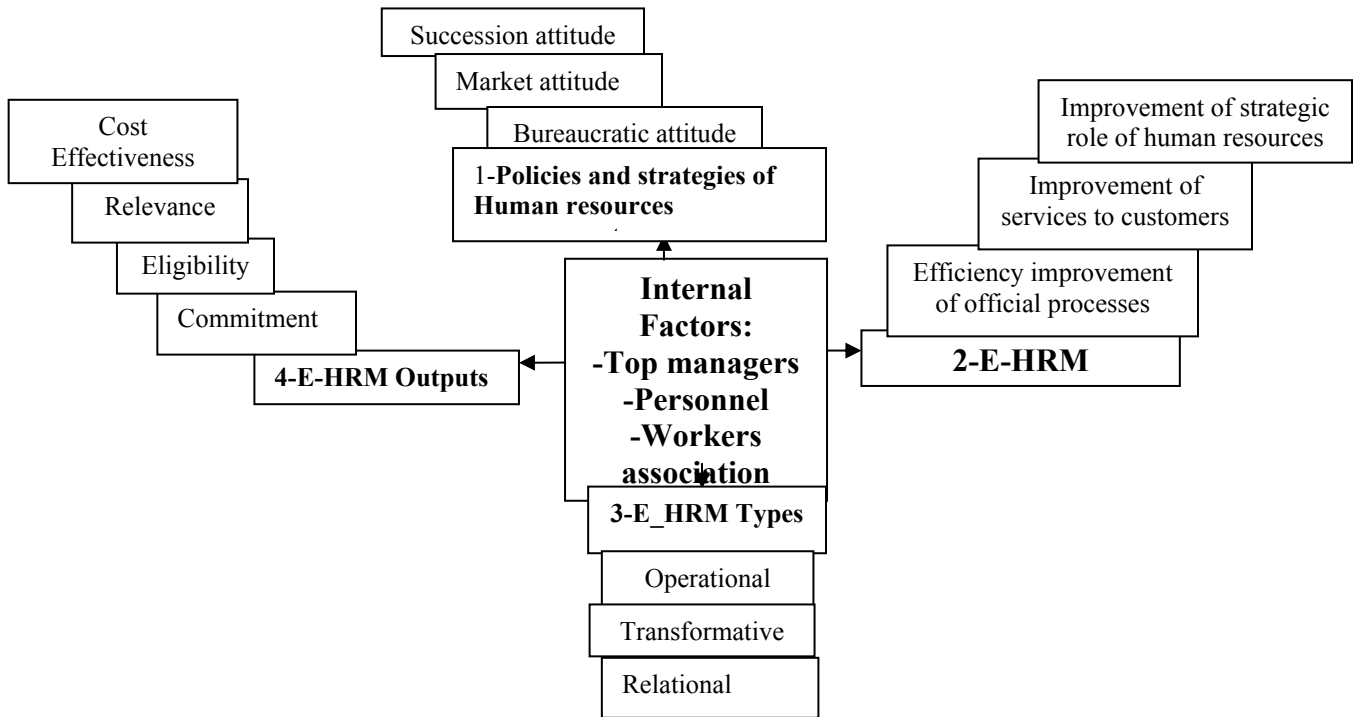 Succession attitude
Market attitude
Bureaucratic attitude
1-Policies and strategies of
Human resources
Cost
Effectiveness
Relevance
Eligibility
Commitment
4-E-HRM Outputs
Internal
Factors:
-Top managers
-Personnel
-Workers
association
Improvement of strategic
role of human resources
Improvement of
services to customers
Efficiency improvement
of official processes
2-E-HRM
3-E_HRM Types
Operational
Transformative
Relational